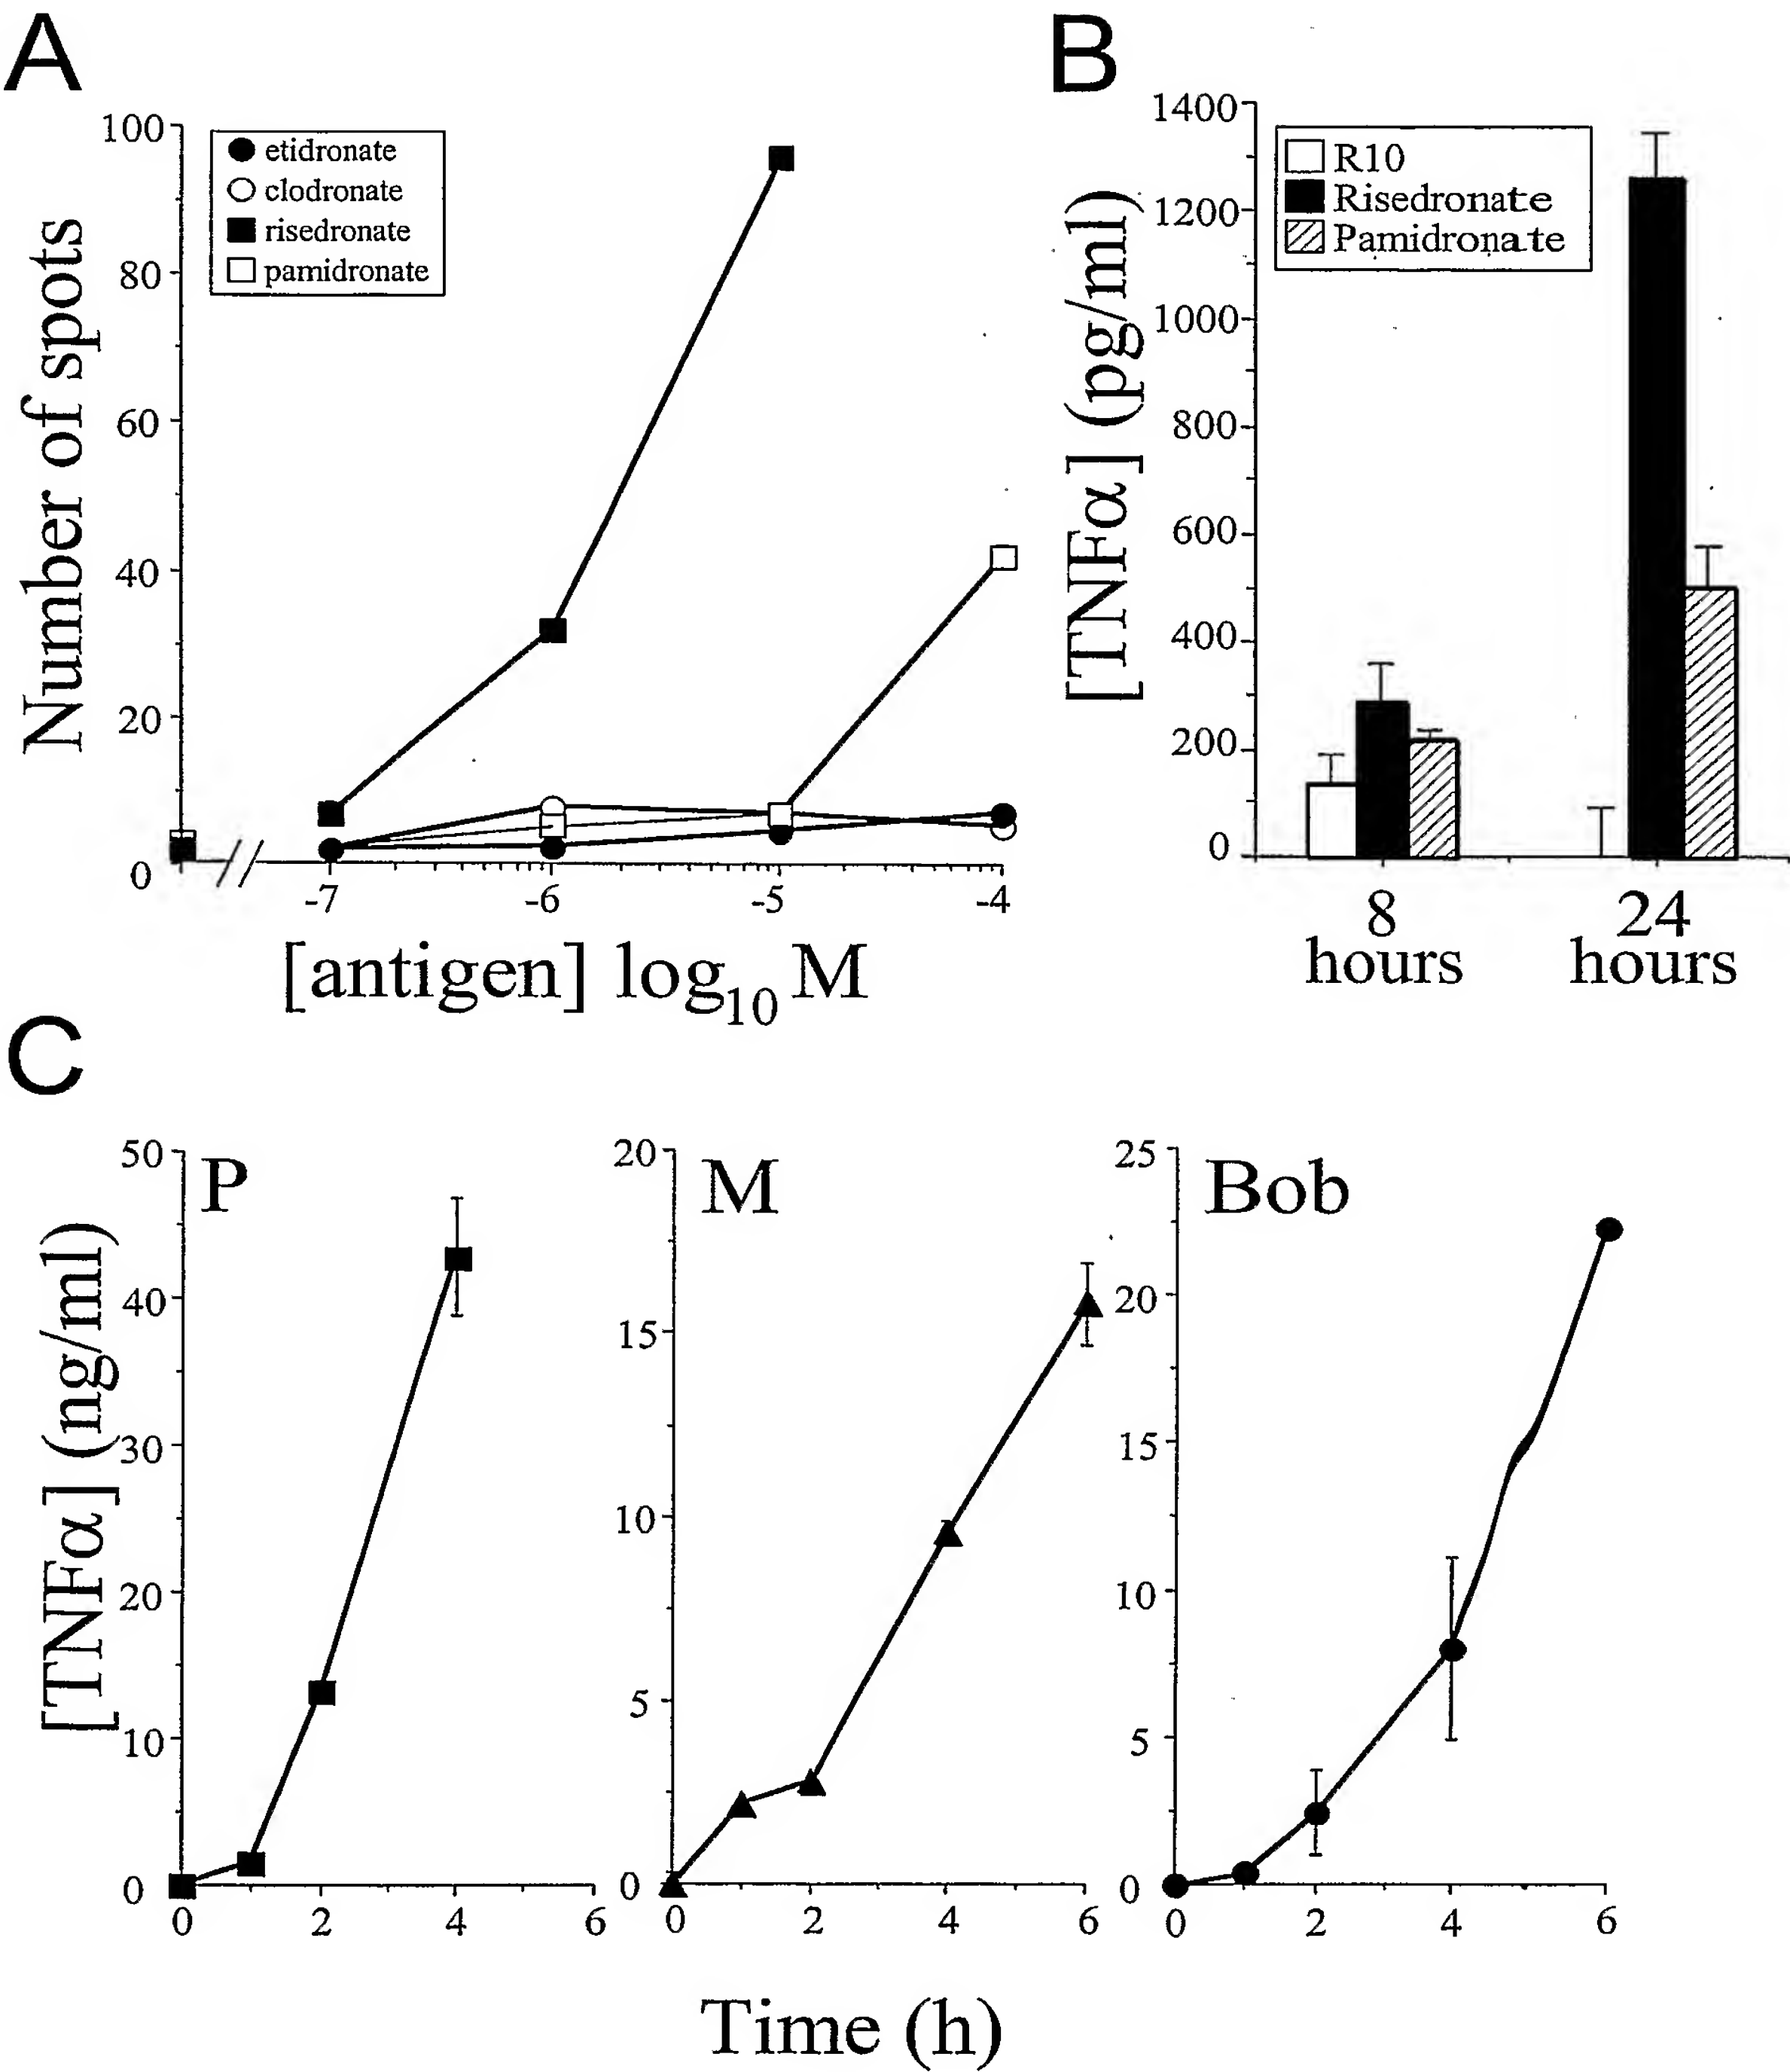 A
Number of spots
100
80
60
40
20
0
etidronate
clodronate
risedronate
pamidronate
-7
-6
-5
-4
[antigen] log10 M
B
[TNFα] (pg/ml)
1400
1200
1000
800
600
400
200
0
R10
Risedronate
Pamidronate
8
hours
24
hours
C
[TNFα] (ng/ml)
P
50
40
30
20
10
0
0
2
4
6
M
20
15
10
5
0
0
2
4
6
Bob
25
20
15
10
5
0
0
2
4
6
Time (h)